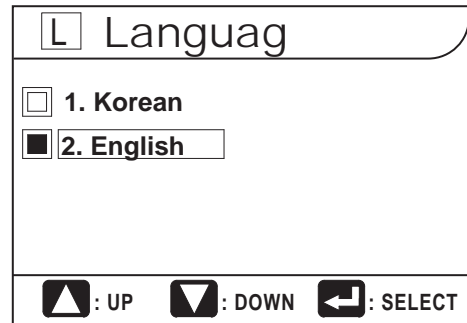 L Languag
1. Korean
2. English
: UP : DOWN : SELECT